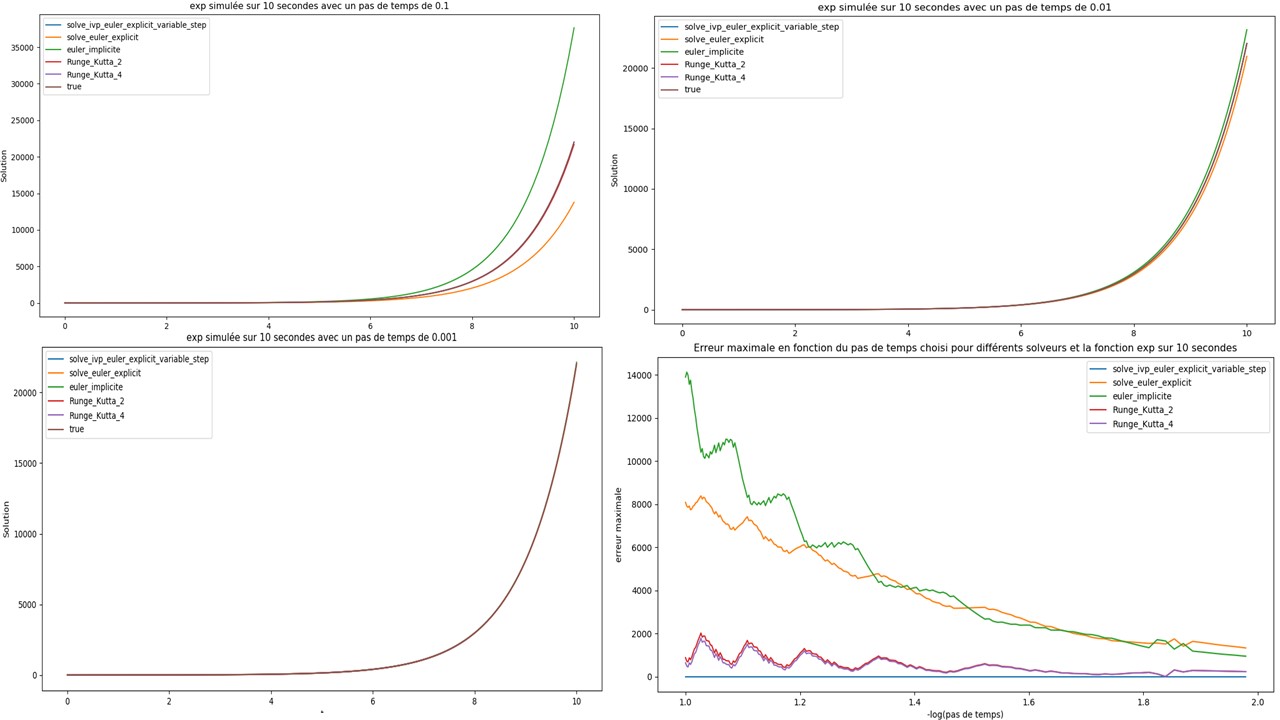 exp simulée sur 10 secondes avec un pas de temps de 0.1
solve_ivp_euler_explicit_variable_step
solve_euler_explicit
euler_implicite
Runge_Kutta_2
Runge_Kutta_4
true
Solution
35000
30000
25000
20000
15000
10000
5000
0
0 2 4 6 8 10
exp simulée sur 10 secondes avec un pas de temps de 0.01
solve_ivp_euler_explicit_variable_step
solve_euler_explicit
euler_implicite
Runge_Kutta_2
Runge_Kutta_4
true
Solution
20000
15000
10000
5000
0
0 2 4 6 8 10
exp simulée sur 10 secondes avec un pas de temps de 0.001
solve_ivp_euler_explicit_variable_step
solve_euler_explicit
euler_implicite
Runge_Kutta_2
Runge_Kutta_4
true
Solution
20000
15000
10000
5000
0
0 2 4 6 8 10
Erreur maximale en fonction du pas de temps choisi pour différents solveurs et la fonction exp sur 10 secondes
solve_ivp_euler_explicit_variable_step
solve_euler_explicit
euler_implicite
Runge_Kutta_2
Runge_Kutta_4
erreur maximale
14000
12000
10000
8000
6000
4000
2000
0
1.0 1.2 1.4 1.6 1.8 2.0
-log(pas de temps)